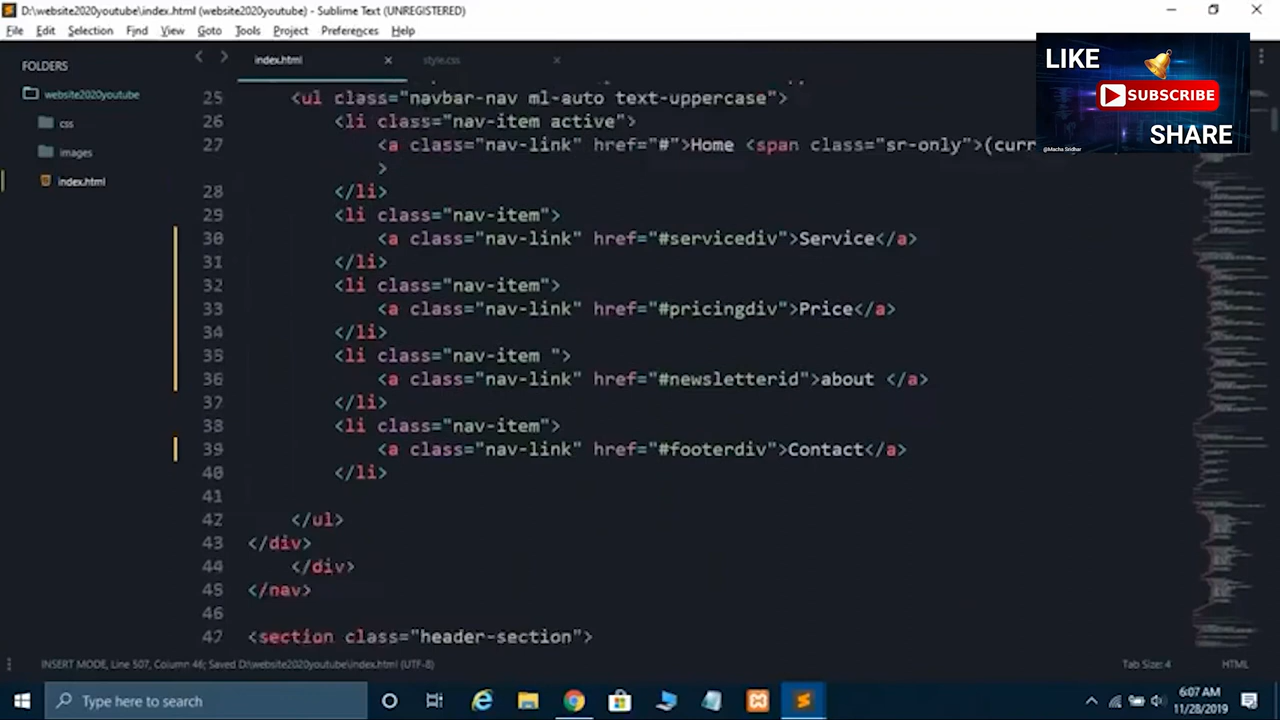 D:\website2020youtube\index.html (website2020youtube) - Sublime Text (UNREGISTERED)
File Edit Selection Find View Goto Tools Project Preferences Help
FOLDERS
website2020youtube
css
images
index.html
index.html
style.css
LIKE
SUBSCRIBE
SHARE
@Macha Sridhar
25 <ul class="navbar-nav ml-auto text-uppercase">
26 <li class="nav-item active">
27 <a class="nav-link" href="#">Home <span class="sr-only">(curr
>
28 </li>
29 <li class="nav-item">
30 <a class="nav-link" href="#servicediv">Service</a>
31 </li>
32 <li class="nav-item">
33 <a class="nav-link" href="#pricingdiv">Price</a>
34 </li>
35 <li class="nav-item ">
36 <a class="nav-link" href="#newsletterid">about </a>
37 </li>
38 <li class="nav-item">
39 <a class="nav-link" href="#footerdiv">Contact</a>
40 </li>
41
42 </ul>
43 </div>
44 </div>
45 </nav>
46
47 <section class="header-section">
INSERT MODE, Line 507, Column 46; Saved D:\website2020youtube\index.html (UTF-8)
Tab Size: 4
HTML
Type here to search
6:07 AM
11/28/2019